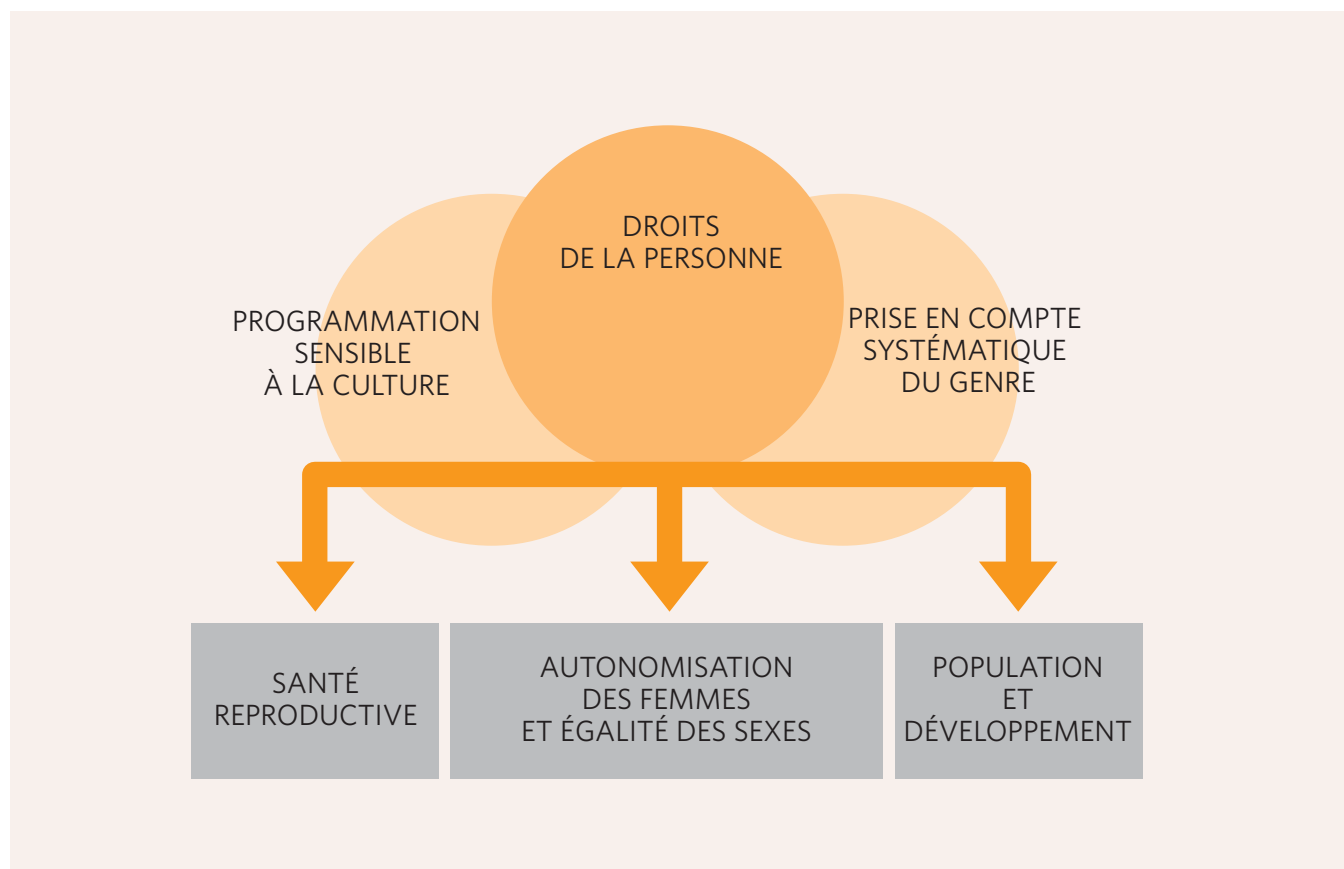 DROITS
DE LA PERSONNE
PROGRAMMATION
SENSIBLE
À LA CULTURE
PRISE EN COMPTE
SYSTÉMATIQUE
DU GENRE
SANTÉ
REPRODUCTIVE
AUTONOMISATION
DES FEMMES
ET ÉGALITÉ DES SEXES
POPULATION
ET
DÉVELOPPEMENT